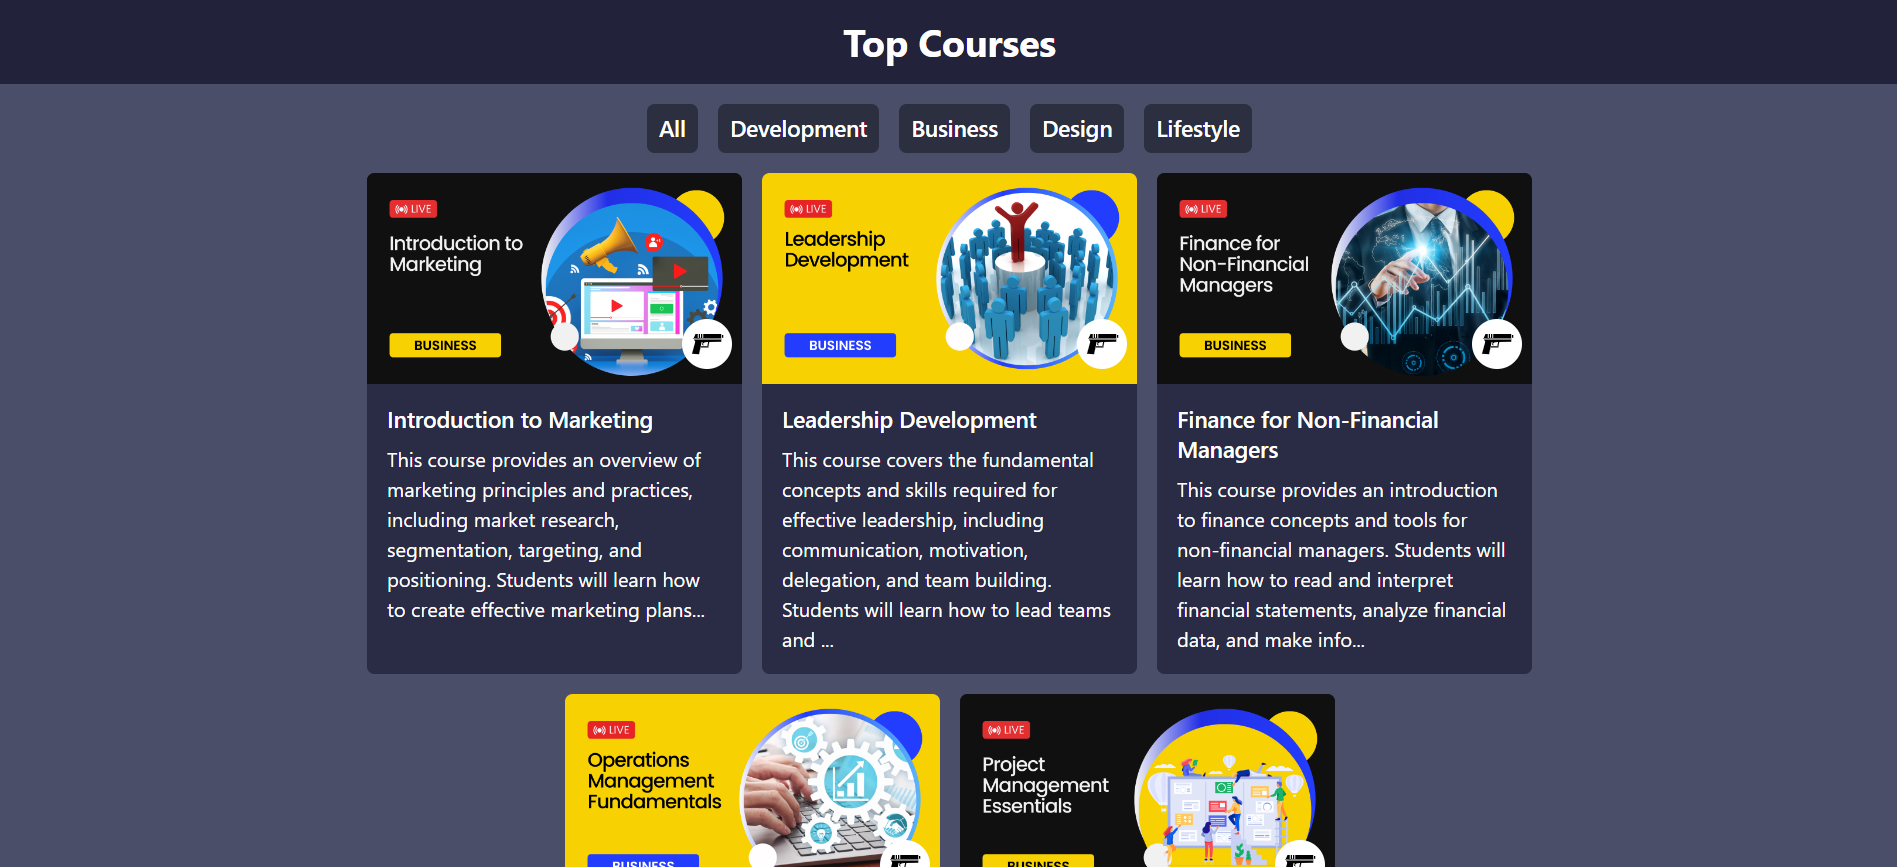 Top Courses
All Development Business Design Lifestyle
LIVE
Introduction to
Marketing
BUSINESS
Introduction to Marketing
This course provides an overview of
marketing principles and practices,
including market research,
segmentation, targeting, and
positioning. Students will learn how
to create effective marketing plans...
LIVE
Leadership
Development
BUSINESS
Leadership Development
This course covers the fundamental
concepts and skills required for
effective leadership, including
communication, motivation,
delegation, and team building.
Students will learn how to lead teams
and ...
LIVE
Finance for
Non-Financial
Managers
BUSINESS
Finance for Non-Financial
Managers
This course provides an introduction
to finance concepts and tools for
non-financial managers. Students will
learn how to read and interpret
financial statements, analyze financial
data, and make info...
LIVE
Operations
Management
Fundamentals
BUSINESS
LIVE
Project
Management
Essentials
BUSINESS